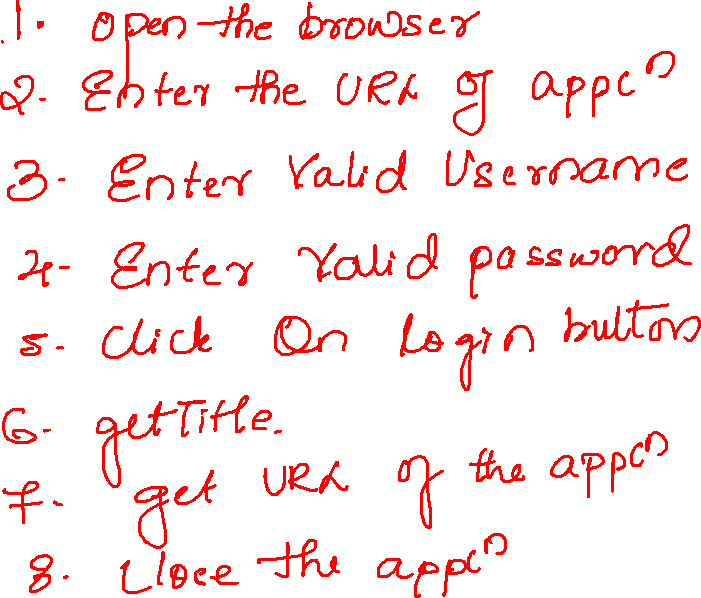 1. Open the browser
2. Enter the URL of appcn
3. Enter Valid Username
4. Enter Valid password
5. Click On Login button
6. getTitle.
7. get URL of the appcn
8. Close the appcn